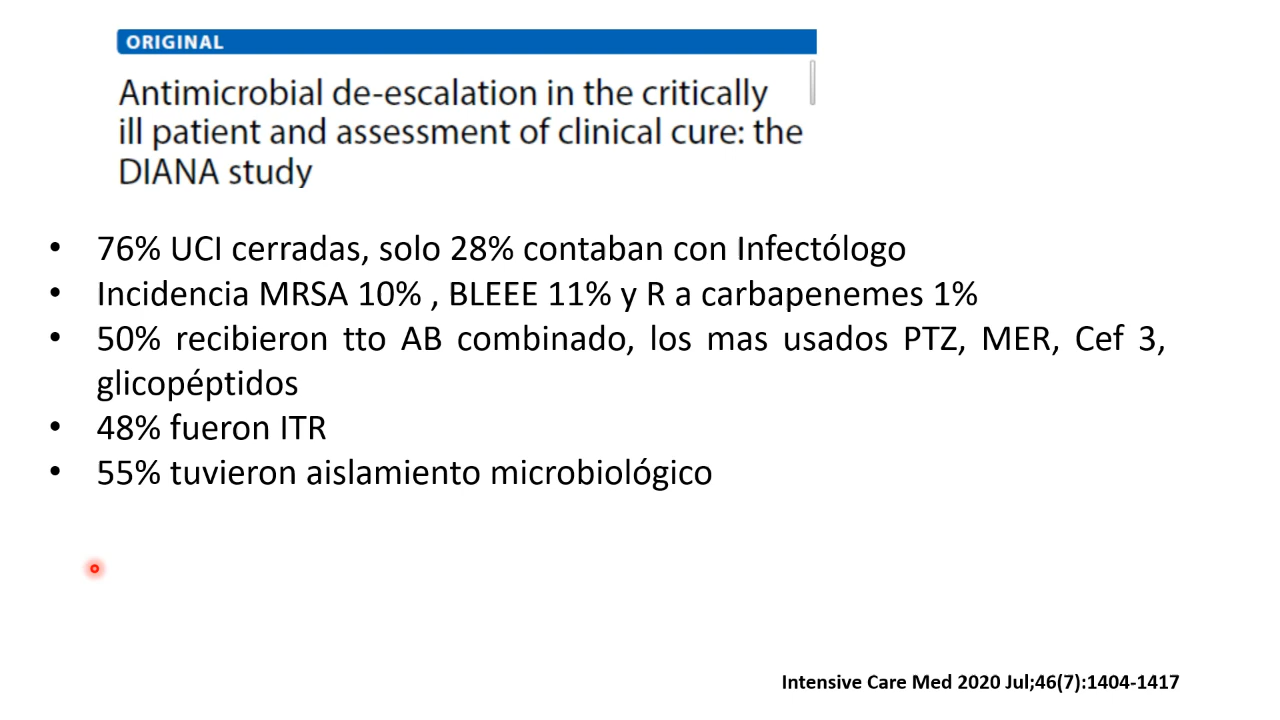 ORIGINAL
Antimicrobial de-escalation in the critically
ill patient and assessment of clinical cure: the
DIANA study
• 76% UCI cerradas, solo 28% contaban con Infectólogo
• Incidencia MRSA 10% , BLEEE 11% y R a carbapenemes 1%
• 50% recibieron tto AB combinado, los mas usados PTZ, MER, Cef 3,
glicopéptidos
• 48% fueron ITR
• 55% tuvieron aislamiento microbiológico
Intensive Care Med 2020 Jul;46(7):1404-1417